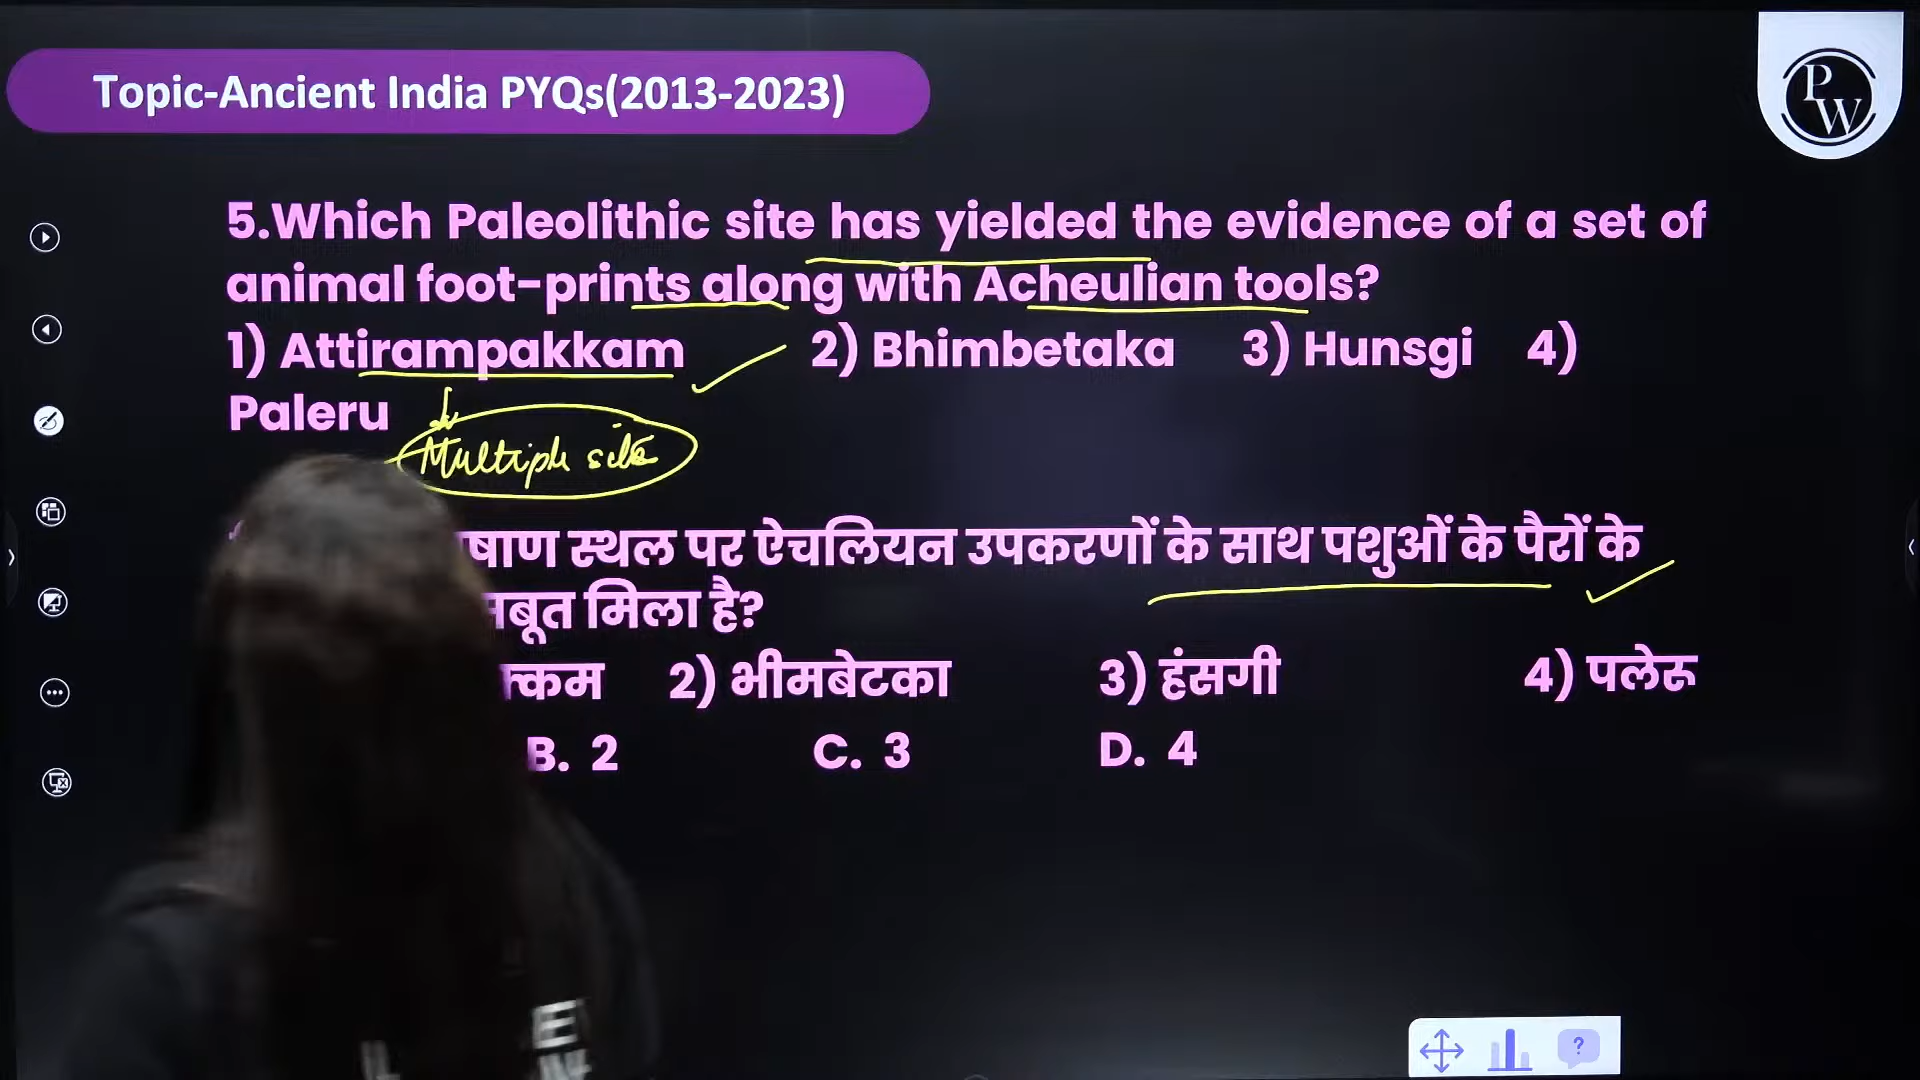 Topic-Ancient India PYQs(2013-2023)
PW
5.Which Paleolithic site has yielded the evidence of a set of
animal foot-prints along with Acheulian tools?
1) Attirampakkam 2) Bhimbetaka 3) Hunsgi 4)
Paleru
Multiple site
स्थल पर ऐचलियन उपकरणों के साथ पशुओं के पैरों के
मिला है?
2) भीमबेटका 3) हंसगी 4) पलेरू
B. 2 C. 3 D. 4